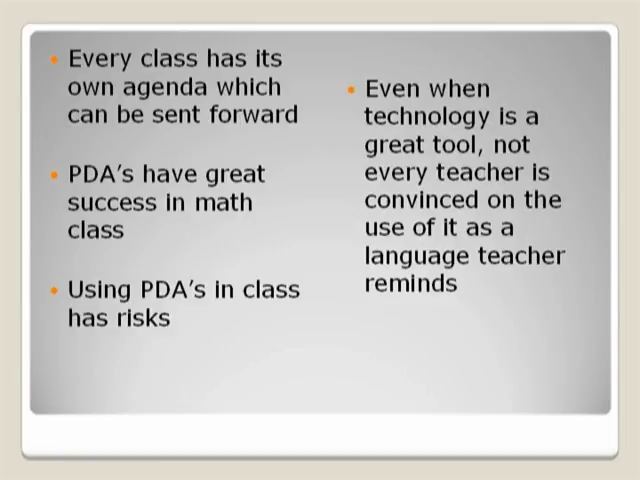 Every class has its
own agenda which
can be sent forward
PDA's have great
success in math
class
Using PDA's in class
has risks
Even when
technology is a
great tool, not
every teacher is
convinced on the
use of it as a
language teacher
reminds